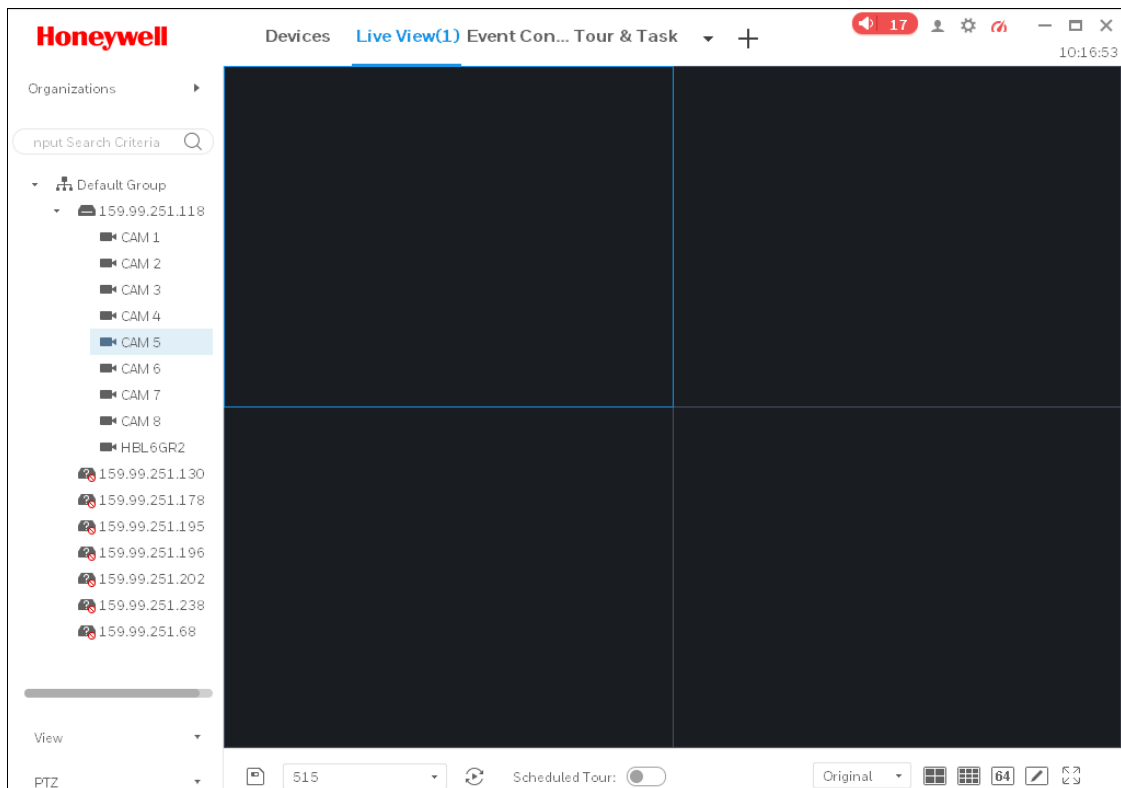 Honeywell
Devices Live View(1) Event Con... Tour & Task
17
10:16:53
Organizations
nput Search Criteria
Default Group
159.99.251.118
CAM 1
CAM 2
CAM 3
CAM 4
CAM 5
CAM 6
CAM 7
CAM 8
HBL6GR2
159.99.251.130
159.99.251.178
159.99.251.195
159.99.251.196
159.99.251.202
159.99.251.238
159.99.251.68
View
PTZ
515 Scheduled Tour: Original 64